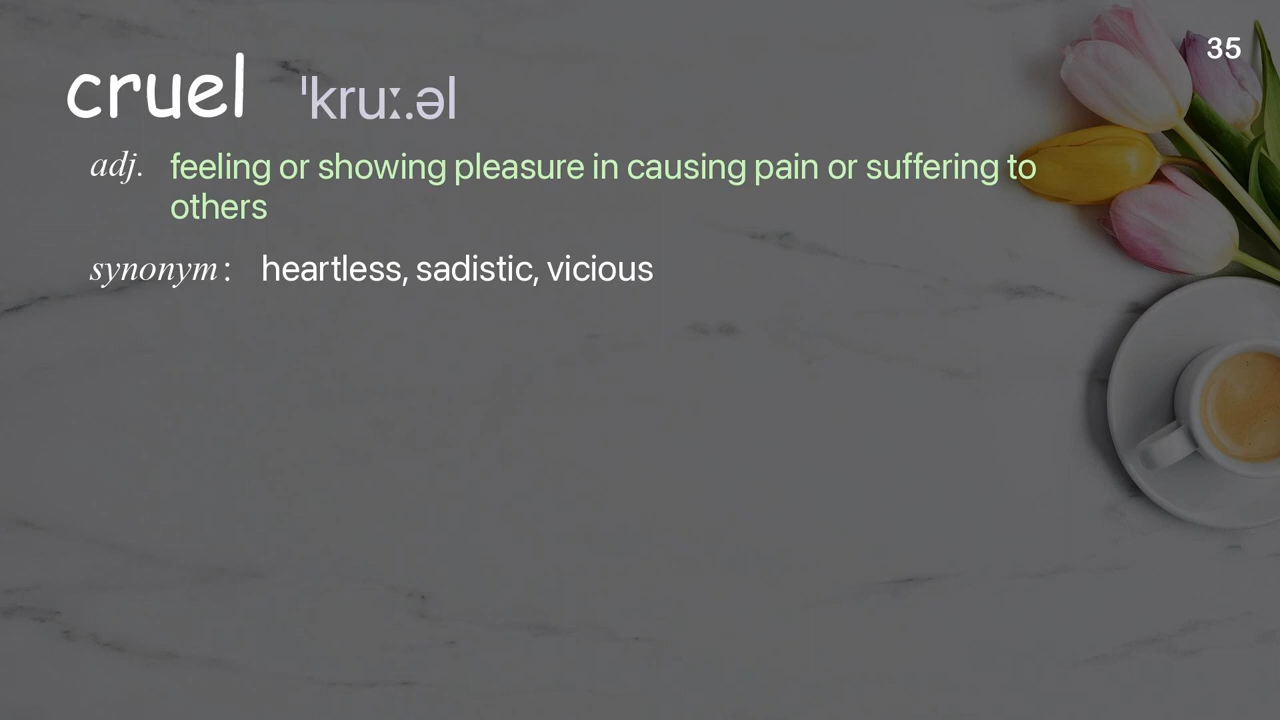 35
cruel ˈkruː.əl
adj. feeling or showing pleasure in causing pain or suffering to
others
synonym: heartless, sadistic, vicious